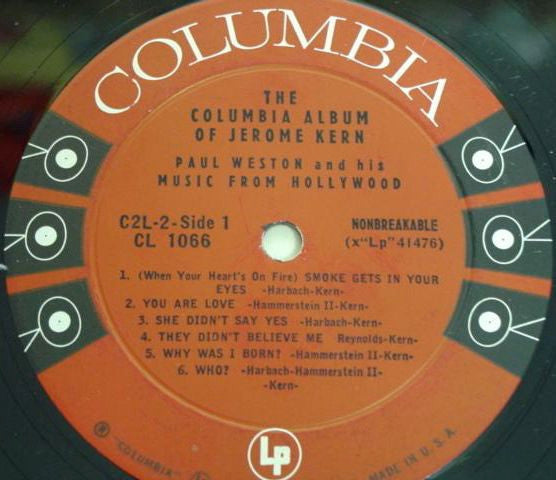 COLUMBIA
THE
COLUMBIA ALBUM
OF JEROME KERN
PAUL WESTON and his
MUSIC FROM HOLLYWOOD
C2L-2-Side 1 NONBREAKABLE
CL 1066 (x"Lp"41476)
1. (When Your Heart's On Fire) SMOKE GETS IN YOUR
EYES -Harbach-Kern-
2. YOU ARE LOVE -Hammerstein II-Kern-
3. SHE DIDN'T SAY YES -Harbach-Kern-
4. THEY DIDN'T BELIEVE ME Reynolds-Kern-
5. WHY WAS I BORN? -Hammerstein II-Kern-
6. WHO? -Harbach-Hammerstein II-
-Kern-
Lp
® "COLUMBIA" MADE IN U. S. A.